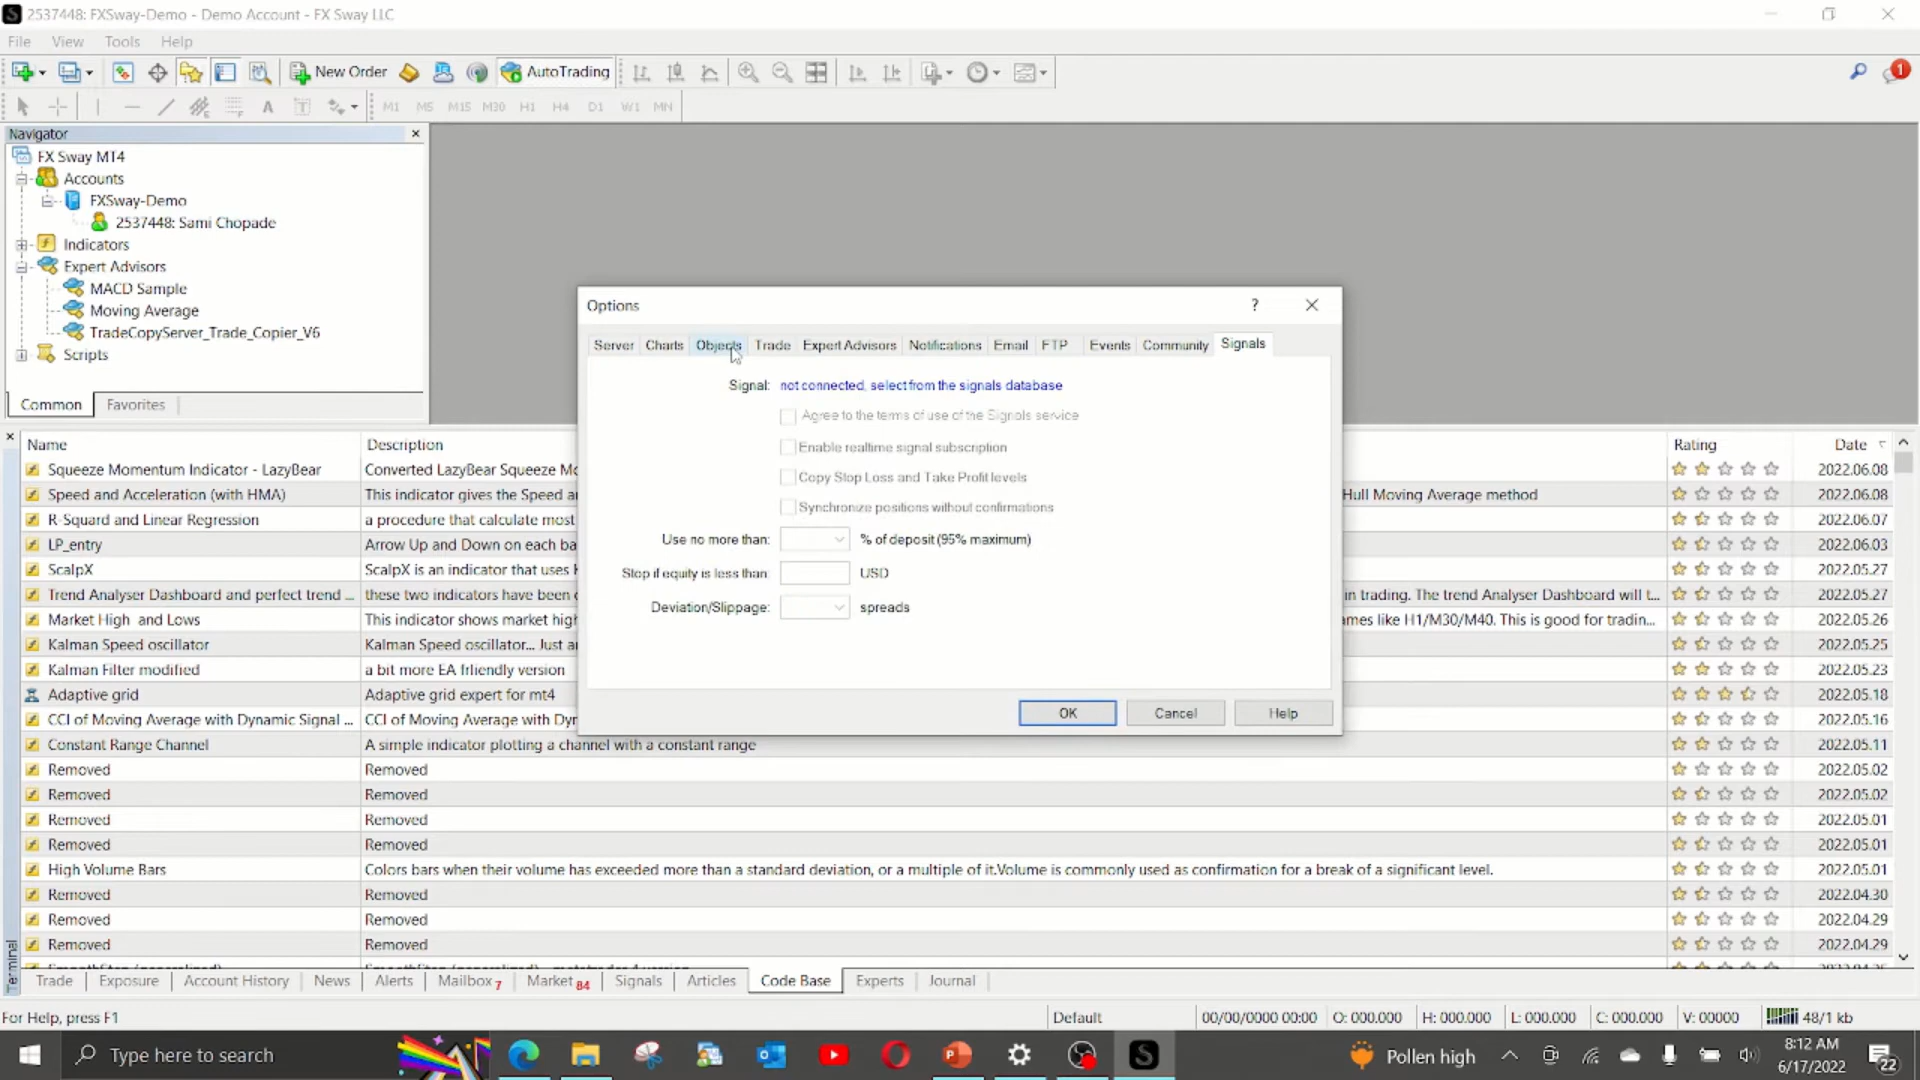 2537448: FXSway-Demo - Demo Account - FX Sway LLC
File View Tools Help
New Order AutoTrading 1
A T M1 M5 M15 M30 H1 H4 D1 W1 MN
Navigator
FX Sway MT4
Accounts
FXSway-Demo
2537448: Sami Chopade
Indicators
Expert Advisors
MACD Sample
Moving Average
TradeCopyServer_Trade_Copier_V6
Scripts
Common Favorites
Options ?
Server Charts Objects Trade Expert Advisors Notifications Email FTP Events Community Signals
Signal: not connected, select from the signals database
Agree to the terms of use of the Signals service
Enable realtime signal subscription
Copy Stop Loss and Take Profit levels
Synchronize positions without confirmations
Use no more than: % of deposit (95% maximum)
Stop if equity is less than: USD
Deviation/Slippage: spreads
OK Cancel Help
Name Description Rating Date
Squeeze Momentum Indicator - LazyBear Converted LazyBear Squeeze Mo 2022.06.08
Speed and Acceleration (with HMA) This indicator gives the Speed a Hull Moving Average method 2022.06.08
R-Squard and Linear Regression a procedure that calculate most 2022.06.07
LP_entry Arrow Up and Down on each ba 2022.06.03
ScalpX ScalpX is an indicator that uses 2022.05.27
Trend Analyser Dashboard and perfect trend ... these two indicators have been in trading. The trend Analyser Dashboard will t... 2022.05.27
Market High and Lows This indicator shows market high ames like H1/M30/M40. This is good for tradin... 2022.05.26
Kalman Speed oscillator Kalman Speed oscillator... Just a 2022.05.25
Kalman Filter modified a bit more EA frliendly version 2022.05.23
Adaptive grid Adaptive grid expert for mt4 2022.05.18
CCI of Moving Average with Dynamic Signal ... CCI of Moving Average with Dyn 2022.05.16
Constant Range Channel A simple indicator plotting a channel with a constant range 2022.05.11
Removed Removed 2022.05.02
Removed Removed 2022.05.02
Removed Removed 2022.05.01
Removed Removed 2022.05.01
High Volume Bars Colors bars when their volume has exceeded more than a standard deviation, or a multiple of it.Volume is commonly used as confirmation for a break of a significant level. 2022.05.01
Removed Removed 2022.04.30
Removed Removed 2022.04.29
Removed Removed 2022.04.29
Terminal
Trade Exposure Account History News Alerts Mailbox 7 Market 84 Signals Articles Code Base Experts Journal
For Help, press F1 Default 00/00/0000 00:00 O: 000.000 H: 000.000 L: 000.000 C: 000.000 V: 00000 48/1 kb
Type here to search Pollen high 8:12 AM
6/17/2022 22